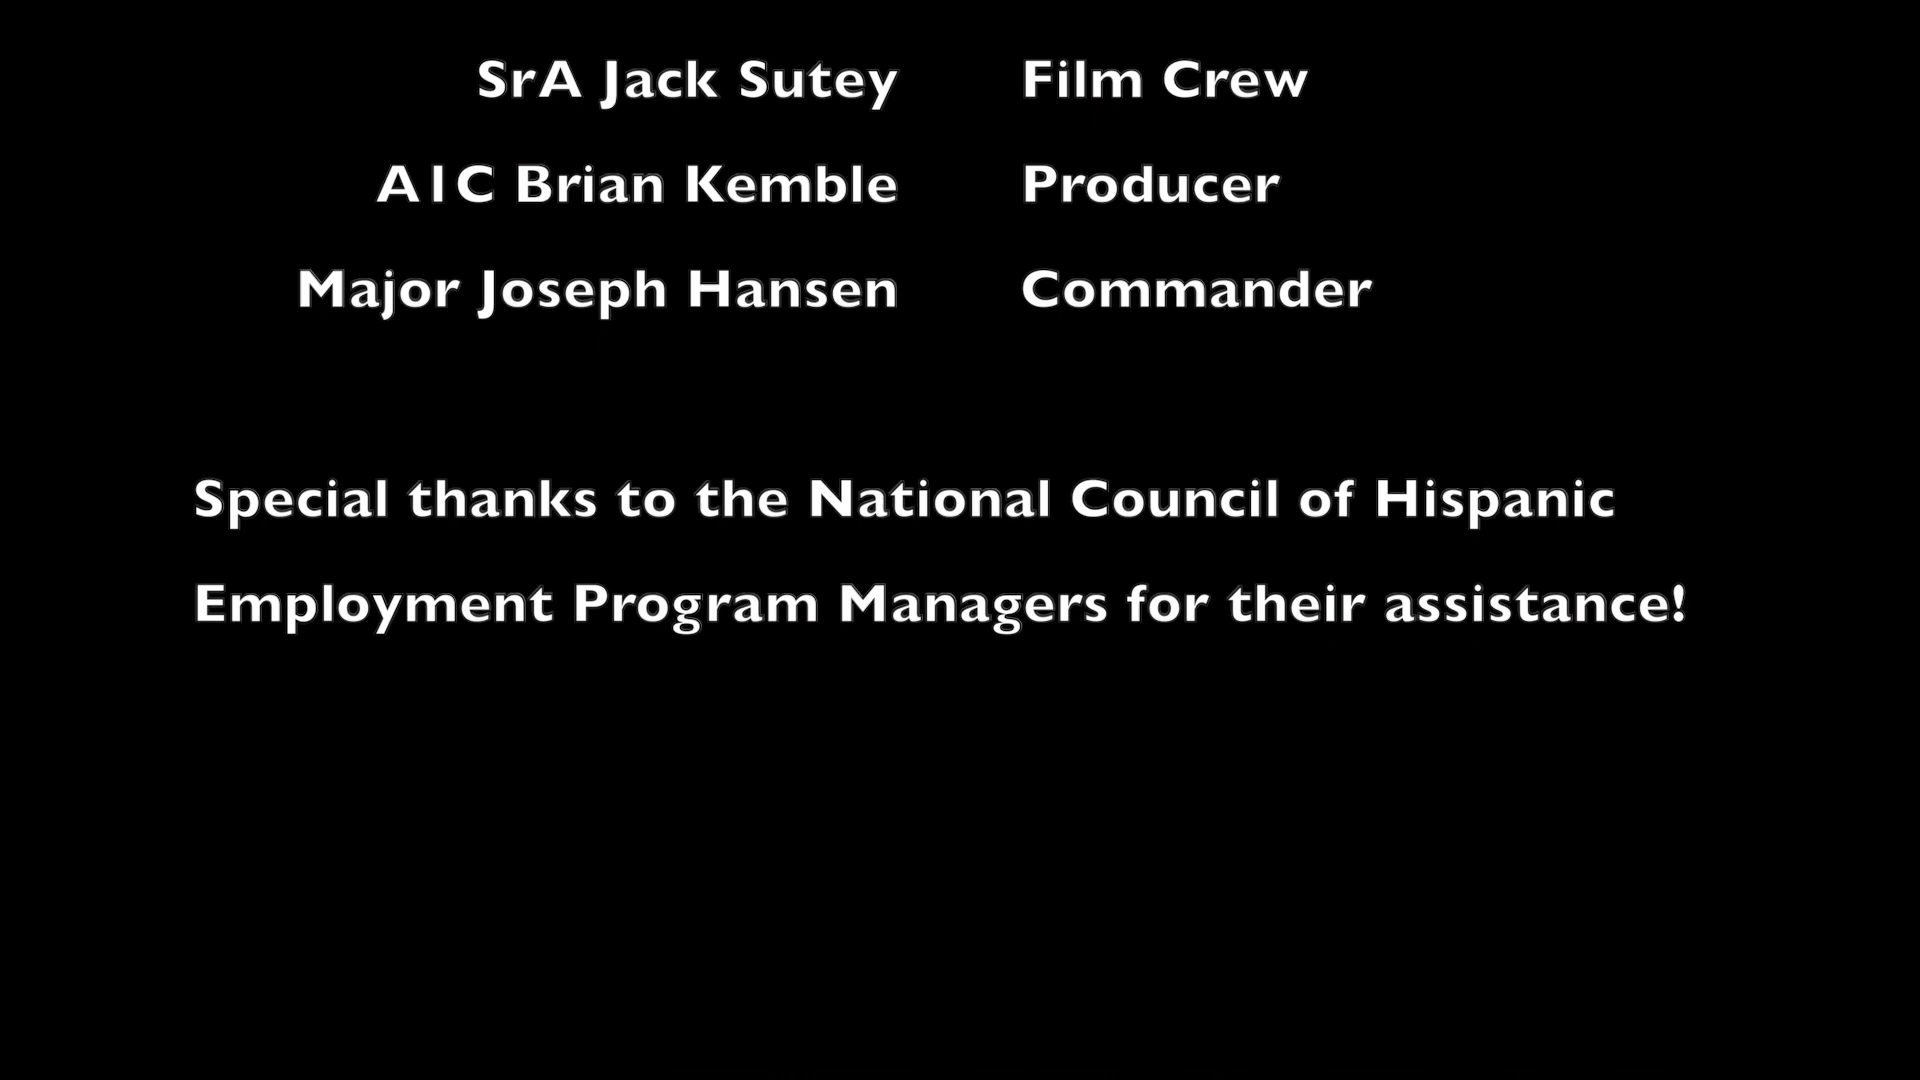 SrA Jack Sutey Film Crew
A1C Brian Kemble Producer
Major Joseph Hansen Commander
Special thanks to the National Council of Hispanic
Employment Program Managers for their assistance!